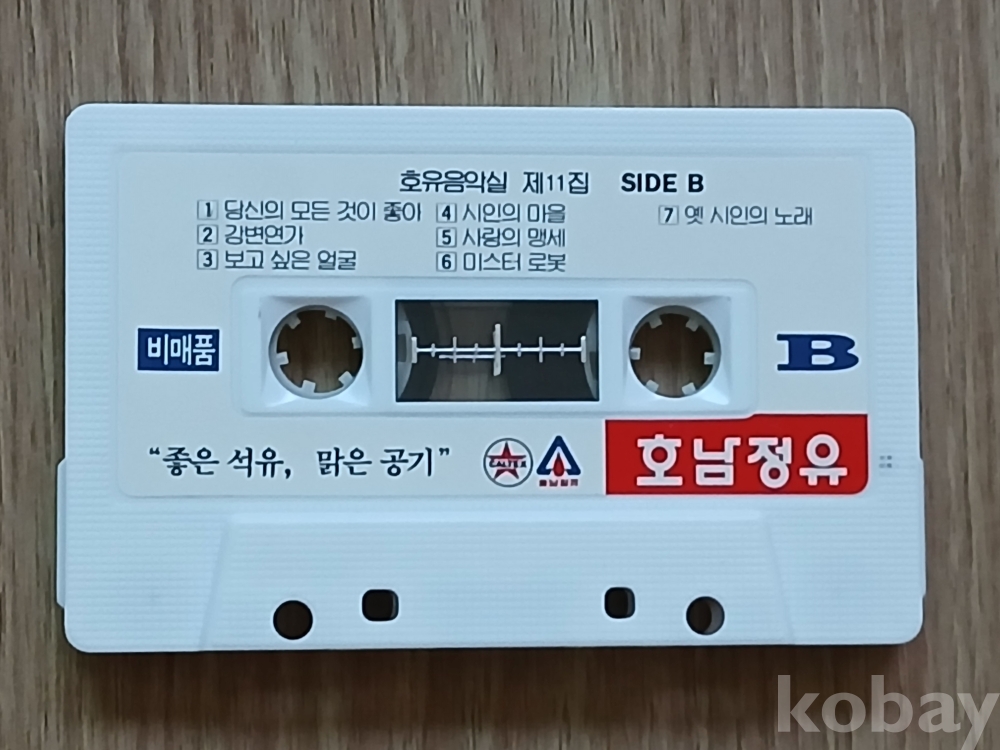 호유음악실 제11집 SIDE B
1 당신의 모든 것이 좋아
2 강변연가
3 보고 싶은 얼굴
4 시인의 마을
5 사랑의 맹세
6 미스터 로봇
7 옛 시인의 노래
비매품
B
“좋은 석유, 맑은 공기”
CALTEX
호남정유
호남정유
kobay